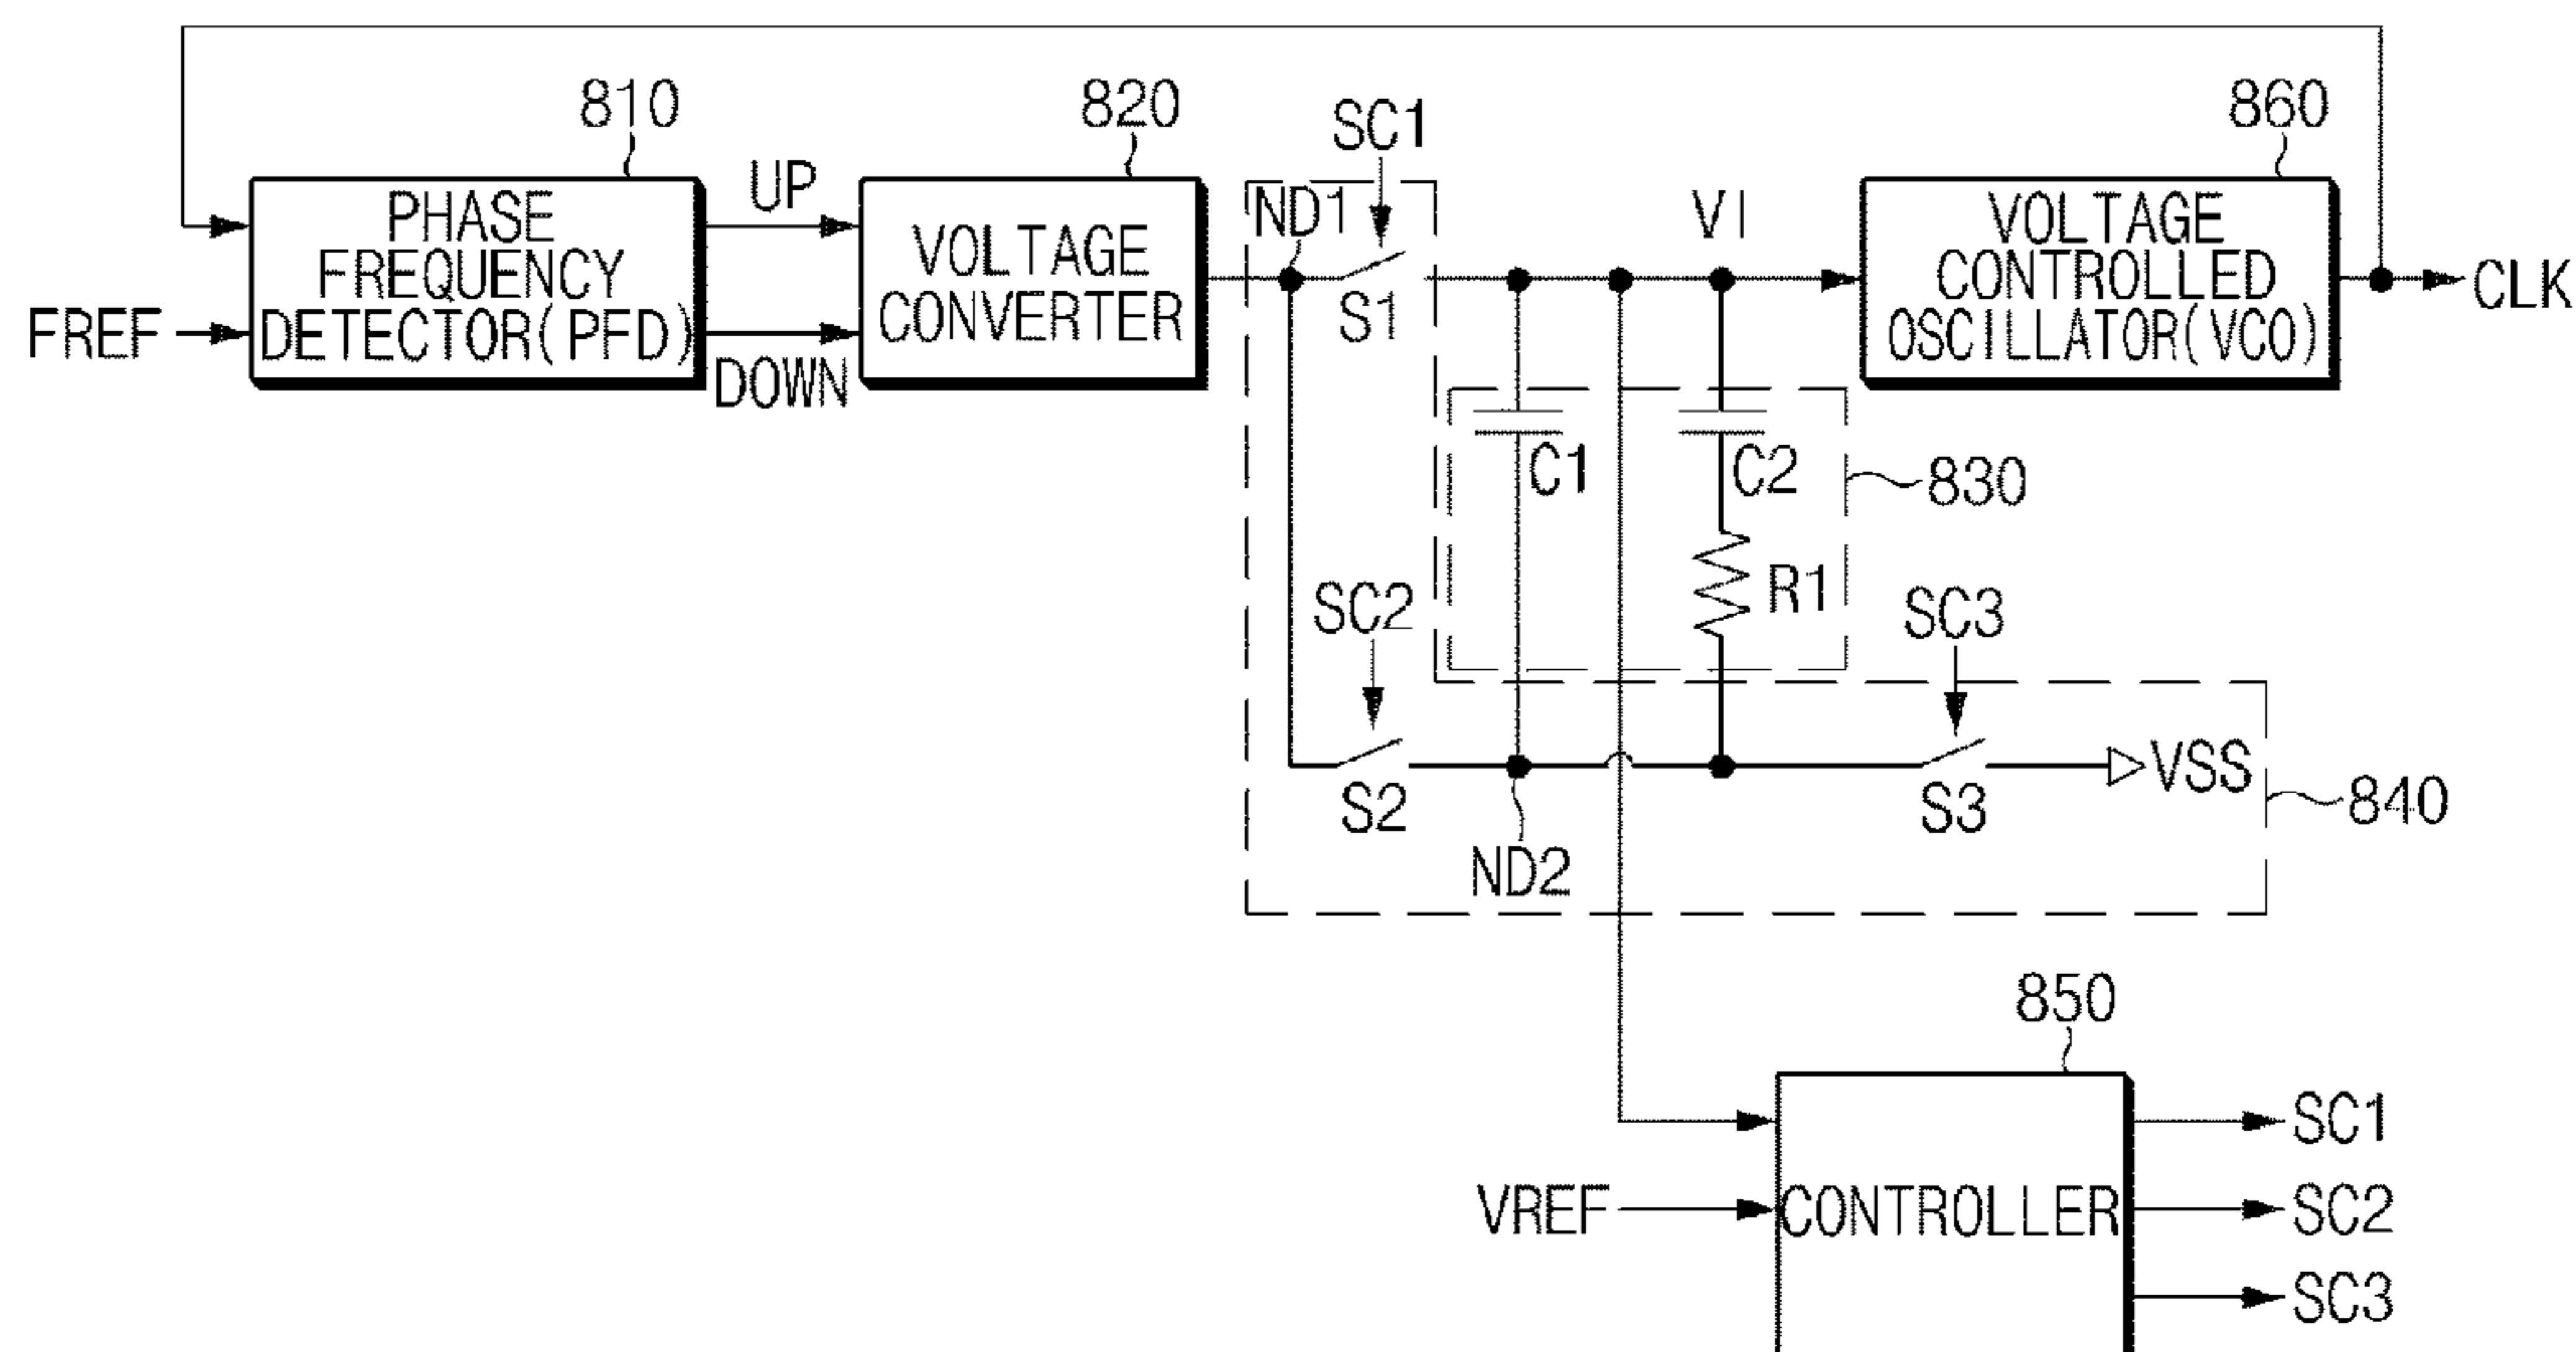 810
820
860
SC1
PHASE
FREQUENCY
DETECTOR(PFD)
UP
DOWN
FREF
VOLTAGE
CONVERTER
ND1
S1
VI
VOLTAGE
CONTROLLED
OSCILLATOR(VCO)
CLK
C1
C2
830
R1
SC2
SC3
S2
S3
VSS
840
ND2
850
VREF
CONTROLLER
SC1
SC2
SC3